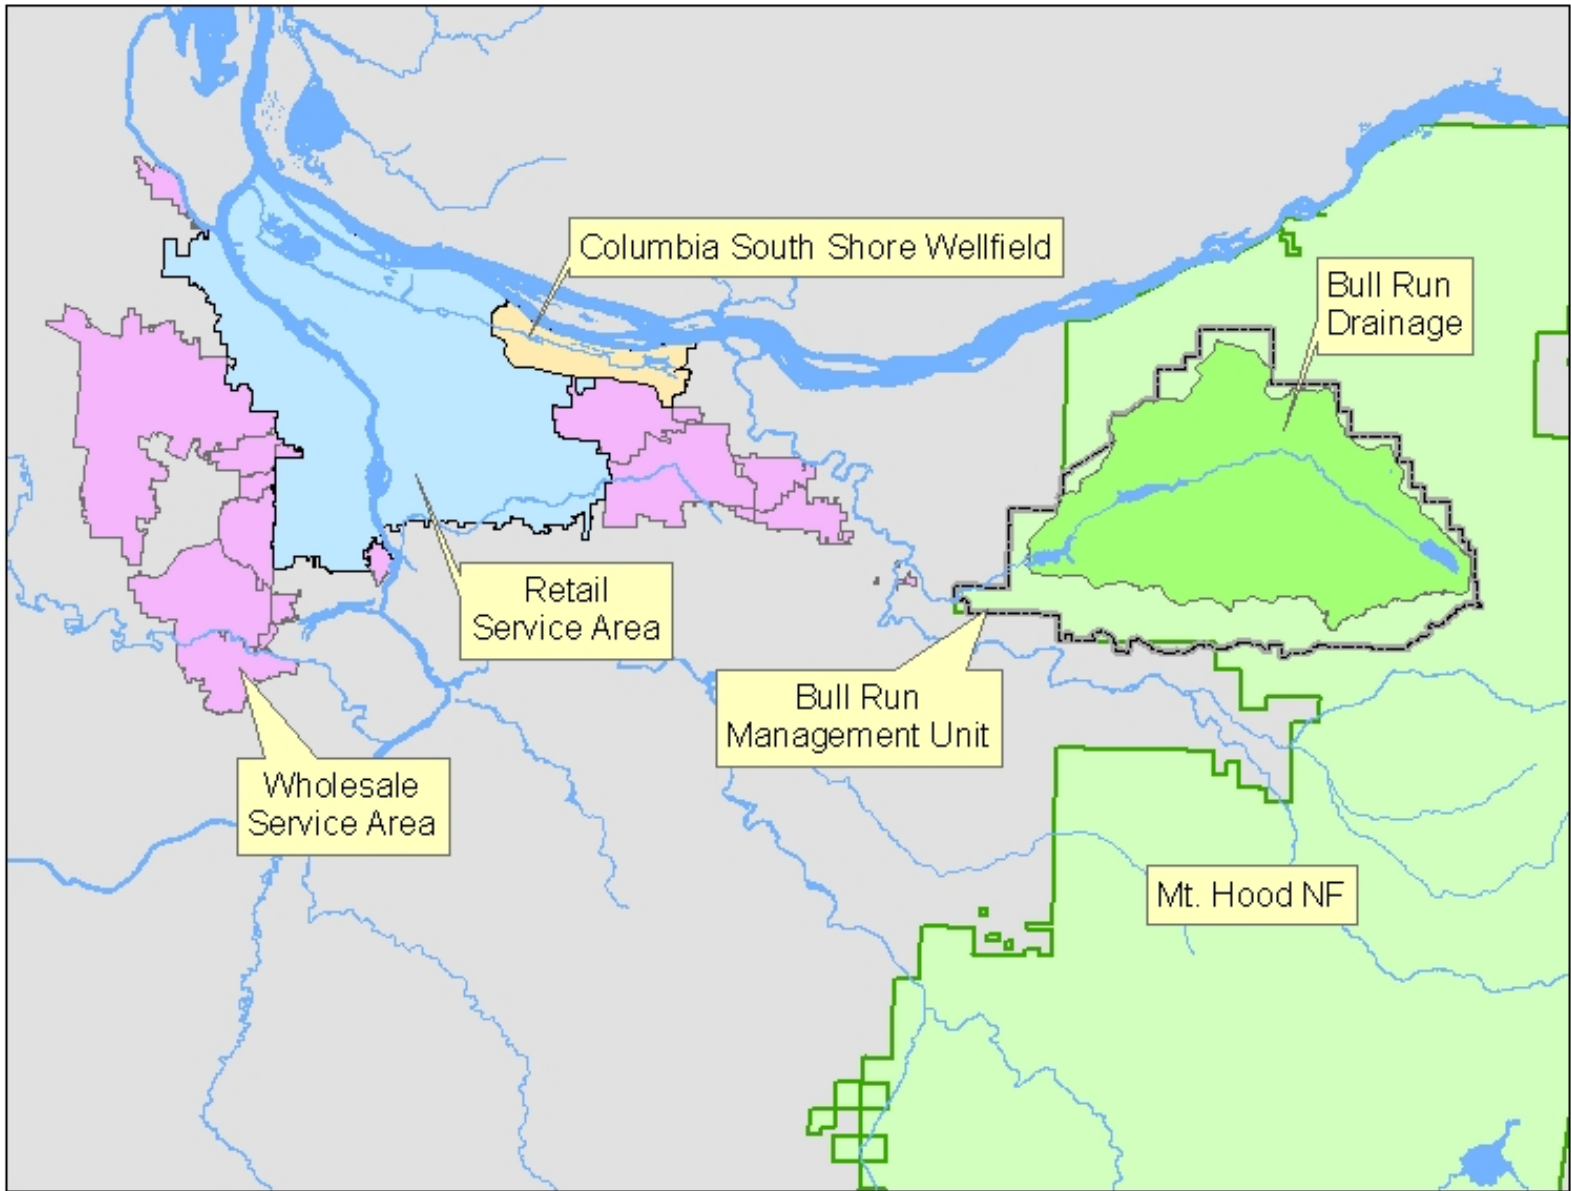 Columbia South Shore Wellfield
Bull Run
Drainage
Retail
Service Area
Bull Run
Management Unit
Wholesale
Service Area
Mt. Hood NF